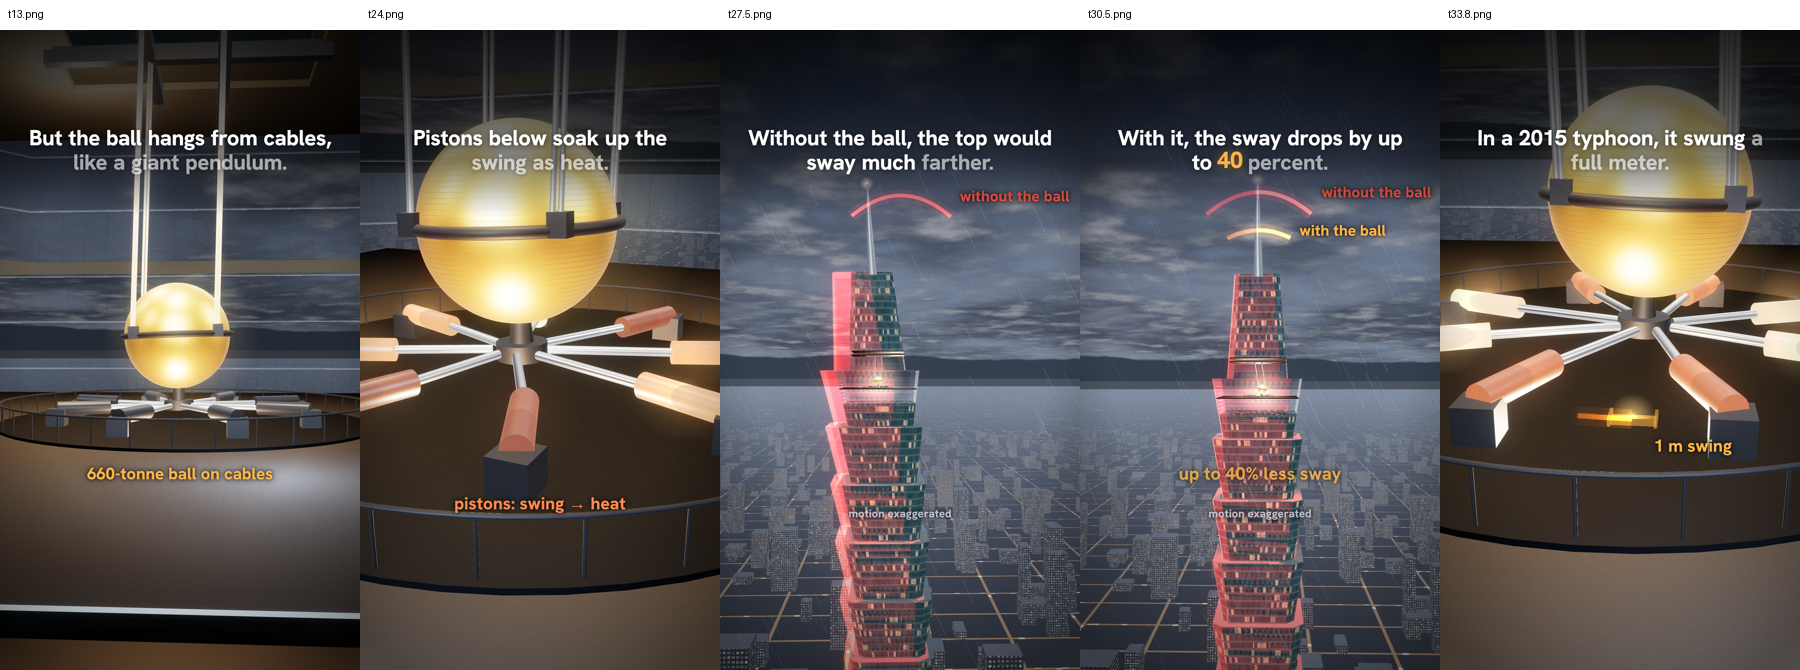 t13.png
But the ball hangs from cables,
like a giant pendulum.
660-tonne ball on cables
t24.png
Pistons below soak up the
swing as heat.
pistons: swing → heat
t27.5.png
Without the ball, the top would
sway much farther.
without the ball
motion exaggerated
t30.5.png
With it, the sway drops by up
to 40 percent.
without the ball
with the ball
up to 40% less sway
motion exaggerated
t33.8.png
In a 2015 typhoon, it swung a
full meter.
1 m swing